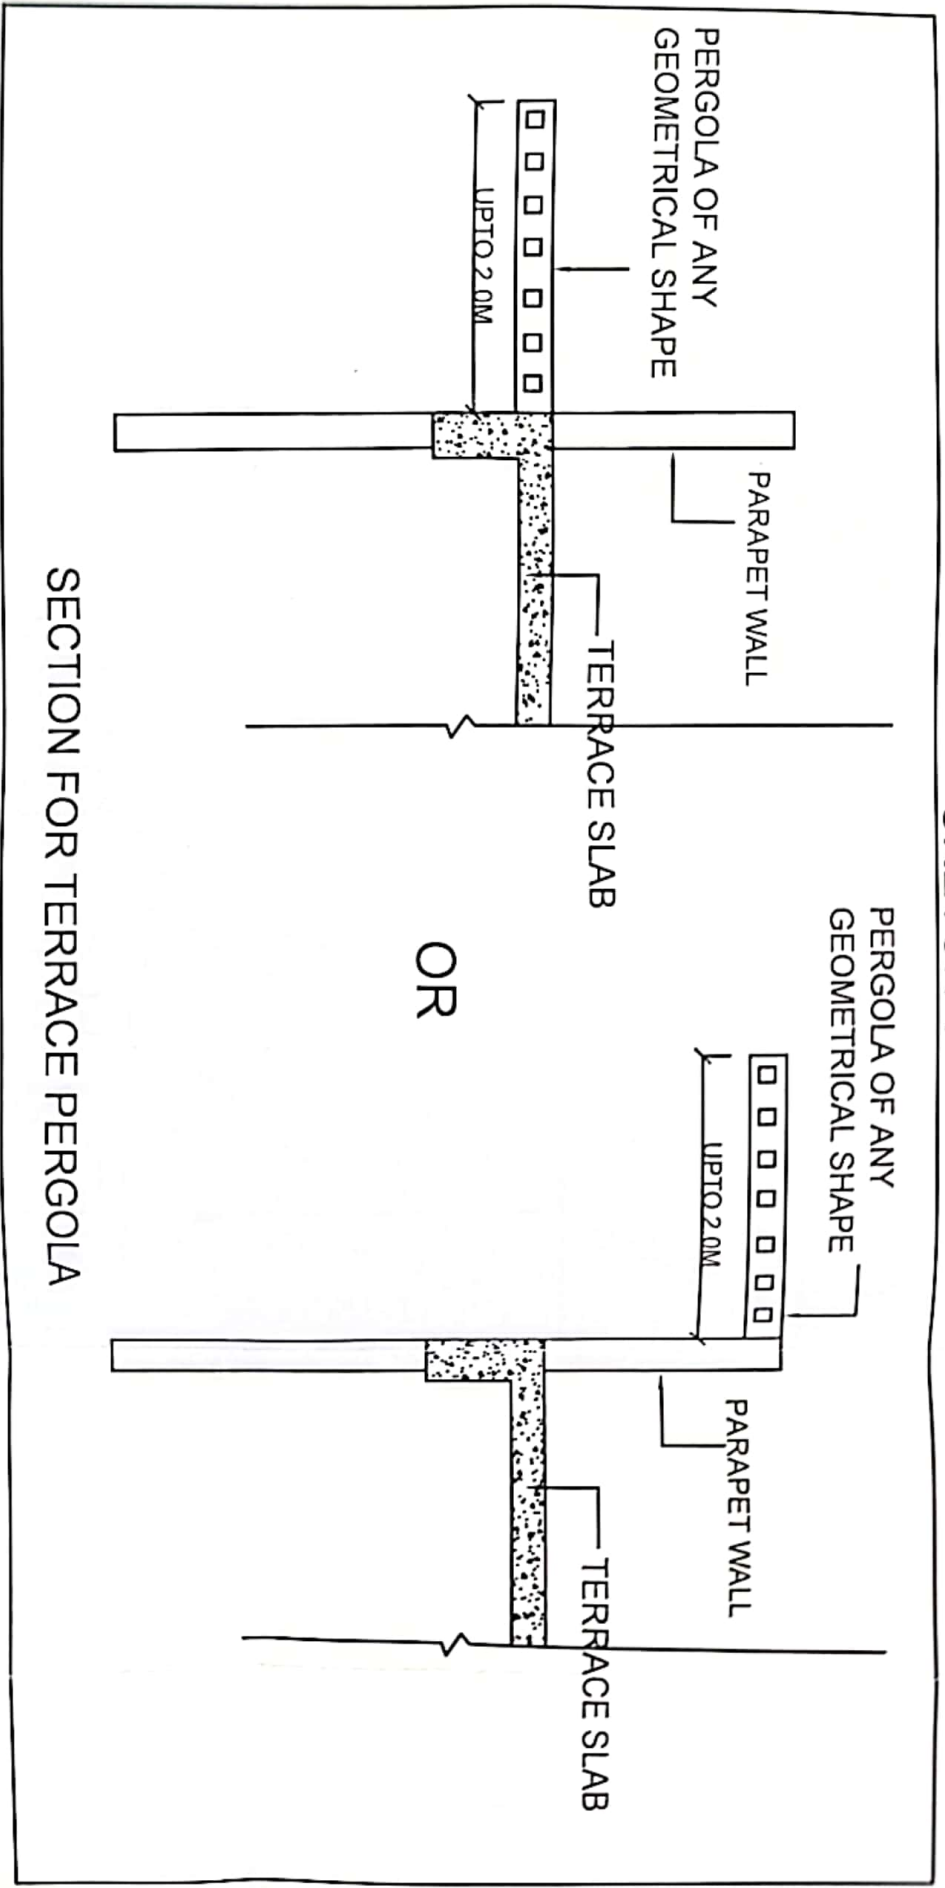 PERGOLA OF ANY
GEOMETRICAL SHAPE
PARAPET WALL
TERRACE SLAB
UPTO 2.0M
OR
PERGOLA OF ANY
GEOMETRICAL SHAPE
PARAPET WALL
TERRACE SLAB
UPTO 2.0M
SECTION FOR TERRACE PERGOLA